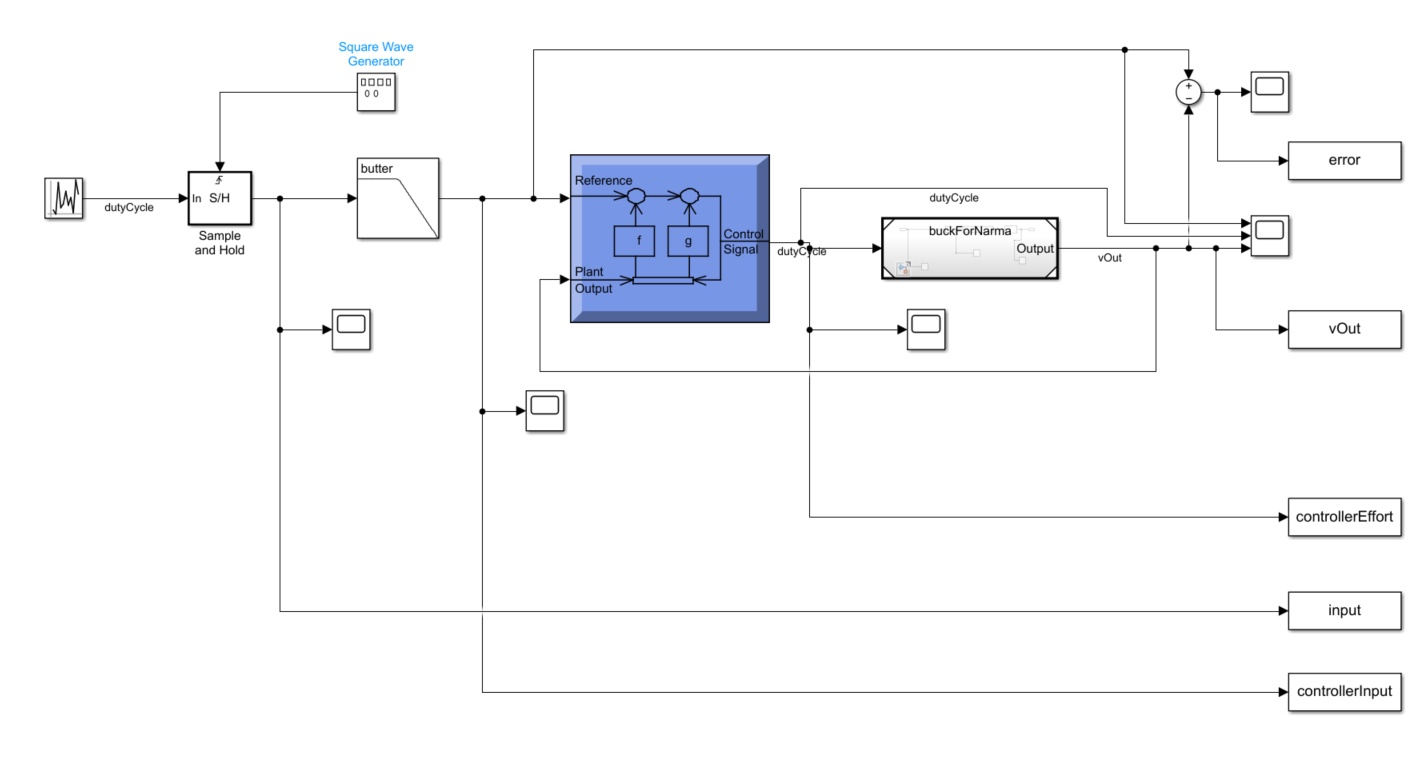 Square Wave
Generator
butter
In S/H
dutyCycle
Sample
and Hold
Reference
f
g
Control
Signal
Plant
Output
dutyCycle
dutyCycle
buckForNarma
Output
vOut
+
−
error
vOut
controllerEffort
input
controllerInput